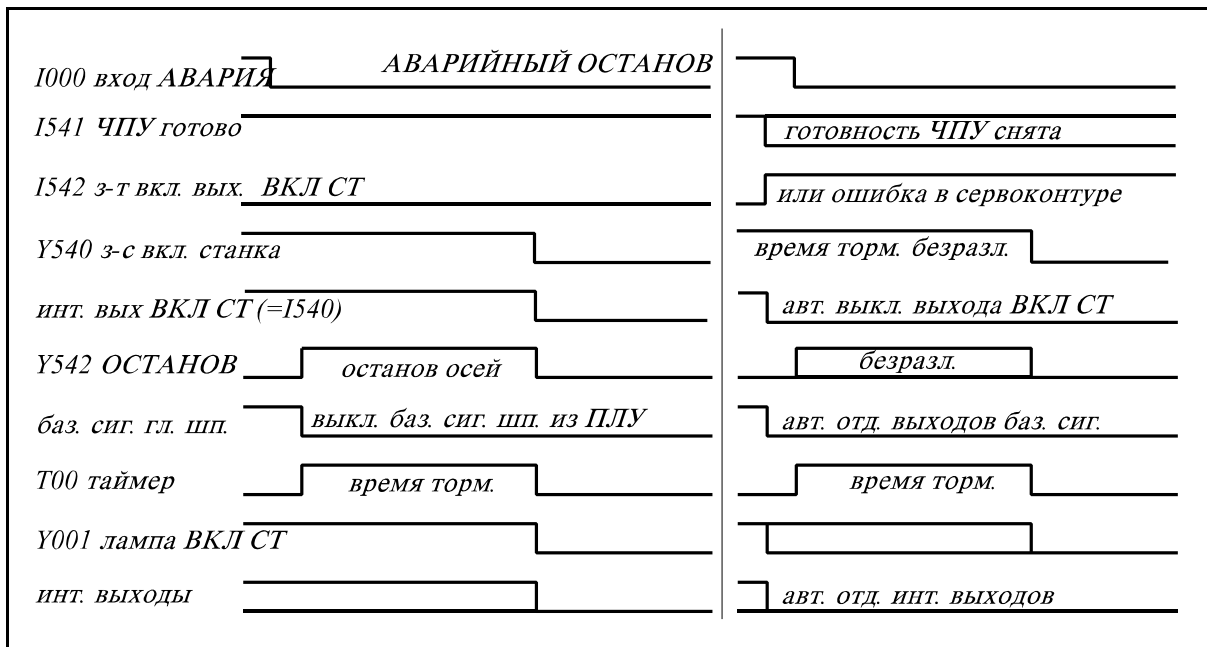 I000 вход АВАРИЯ
АВАРИЙНЫЙ ОСТАНОВ
I541 ЧПУ готово
готовность ЧПУ снята
I542 з-т вкл. вых. ВКЛ СТ
или ошибка в сервоконтуре
Y540 з-с вкл. станка
время торм. безразл.
инт. вых ВКЛ СТ (=I540)
авт. выкл. выхода ВКЛ СТ
Y542 ОСТАНОВ
останов осей
безразл.
баз. сиг. гл. шп.
выкл. баз. сиг. шп. из ПЛУ
авт. отд. выходов баз. сиг.
T00 таймер
время торм.
время торм.
Y001 лампа ВКЛ СТ
инт. выходы
авт. отд. инт. выходов